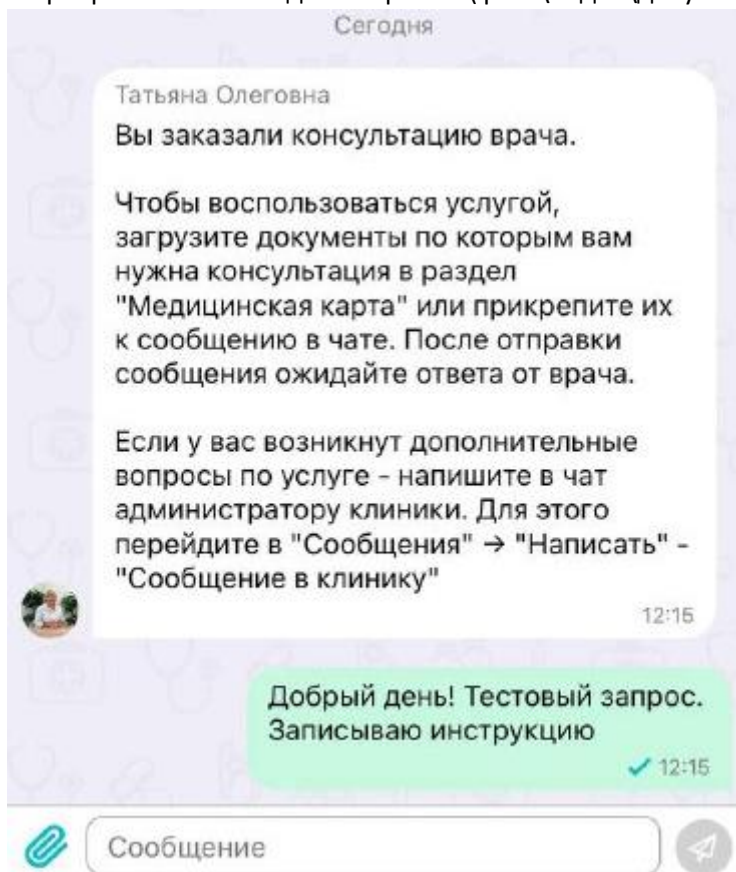 Сегодня
Татьяна Олеговна
Вы заказали консультацию врача.
Чтобы воспользоваться услугой,
загрузите документы по которым вам
нужна консультация в раздел
"Медицинская карта" или прикрепите их
к сообщению в чате. После отправки
сообщения ожидайте ответа от врача.
Если у вас возникнут дополнительные
вопросы по услуге - напишите в чат
администратору клиники. Для этого
перейдите в "Сообщения" → "Написать" -
"Сообщение в клинику"
12:15
Добрый день! Тестовый запрос.
Записываю инструкцию
12:15
Сообщение